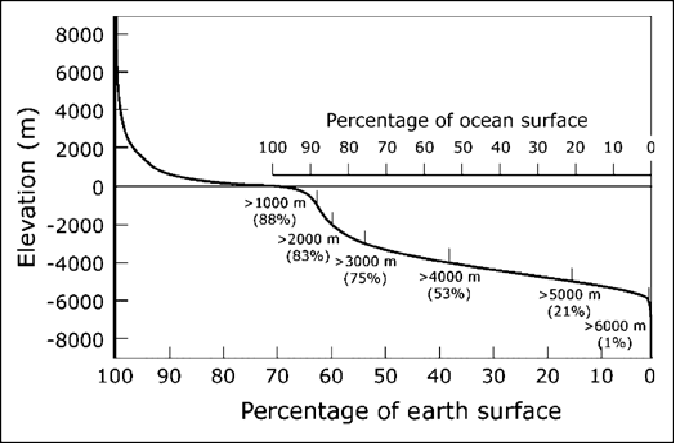 8000
6000
4000
2000
0
-2000
-4000
-6000
-8000
Elevation (m)
Percentage of ocean surface
100 90 80 70 60 50 40 30 20 10 0
>1000 m
(88%)
>2000 m
(83%)
>3000 m
(75%)
>4000 m
(53%)
>5000 m
(21%)
>6000 m
(1%)
100 90 80 70 60 50 40 30 20 10 0
Percentage of earth surface